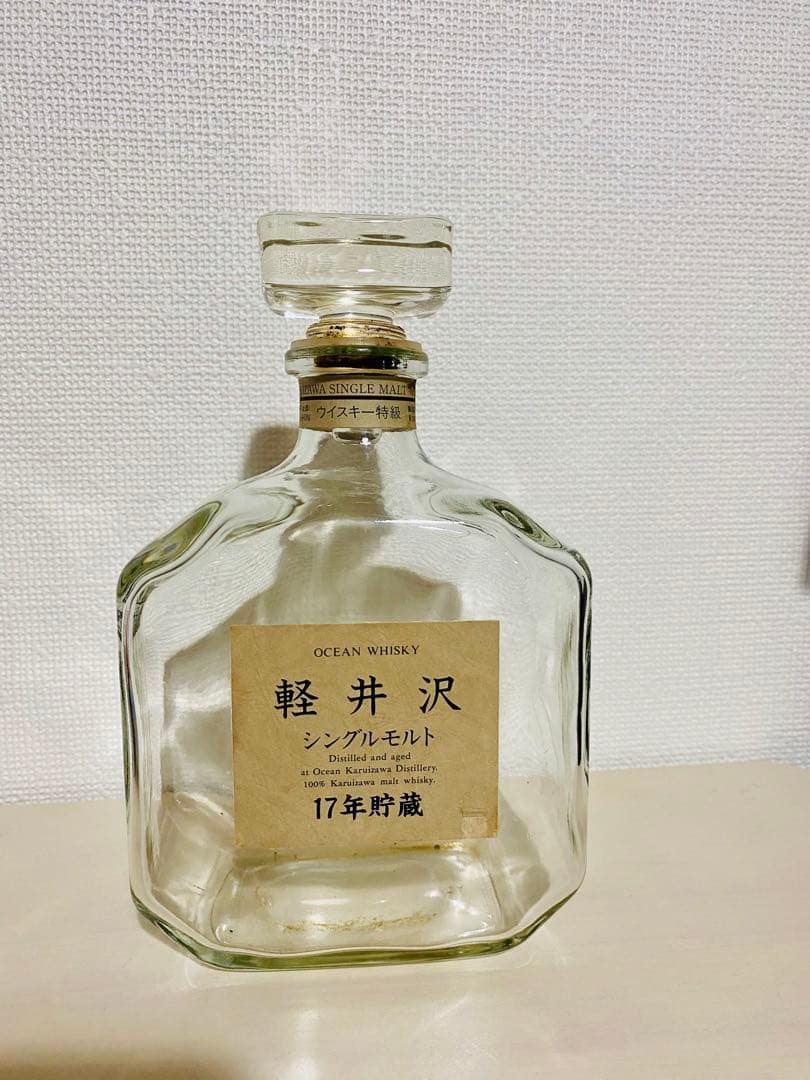 AWA SINGLE MALT
ウイスキー特級
OCEAN WHISKY
軽井沢
シングルモルト
Distilled and aged
at Ocean Karuizawa Distillery.
100% Karuizawa malt whisky.
17年貯蔵